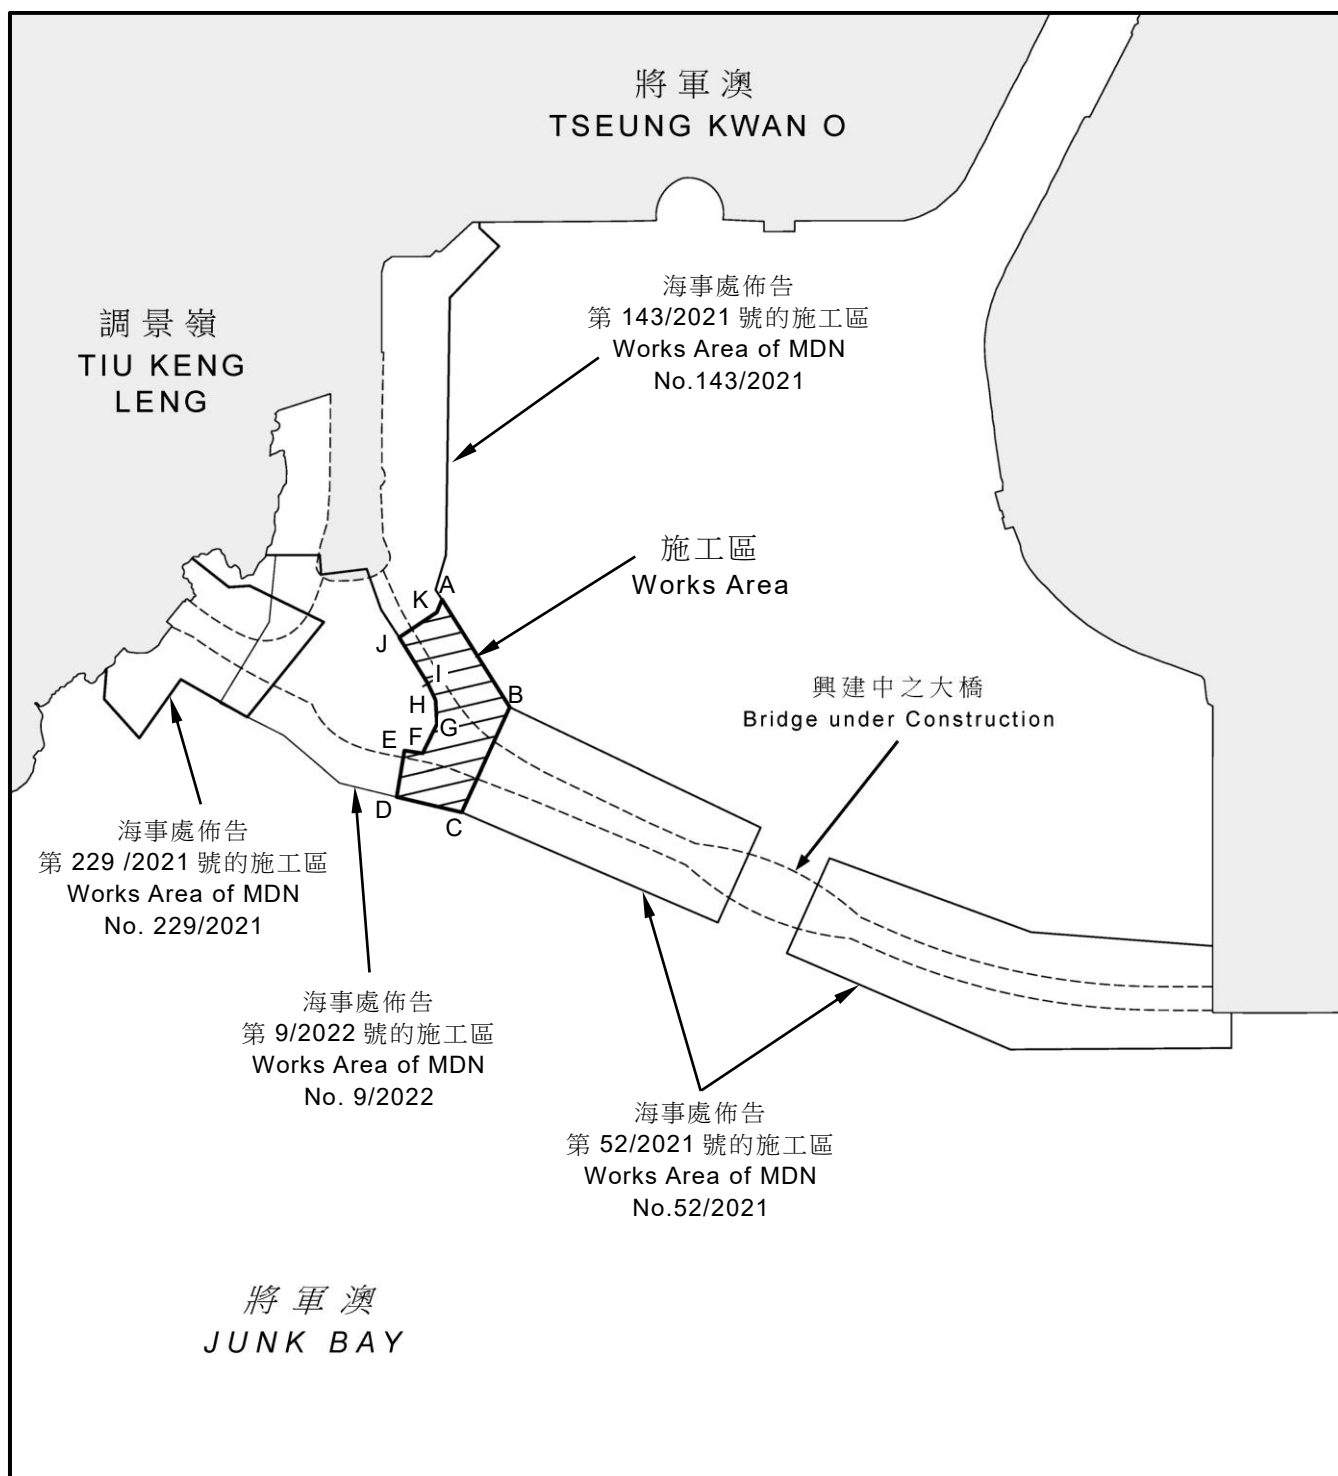 將軍澳
TSEUNG KWAN O
海事處佈告
第 143/2021 號的施工區
Works Area of MDN
No.143/2021
調景嶺
TIU KENG
LENG
施工區
Works Area
A
K
J
I
B
H
G
F
E
D
C
興建中之大橋
Bridge under Construction
海事處佈告
第 229 /2021 號的施工區
Works Area of MDN
No. 229/2021
海事處佈告
第 9/2022 號的施工區
Works Area of MDN
No. 9/2022
海事處佈告
第 52/2021 號的施工區
Works Area of MDN
No.52/2021
將軍澳
JUNK BAY